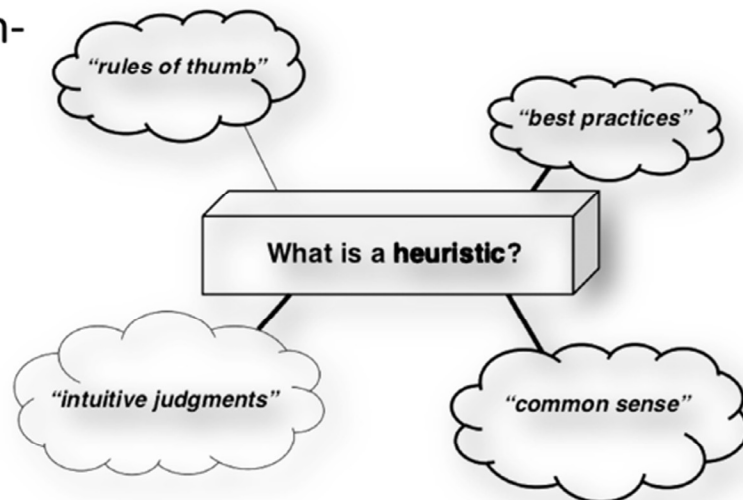 n-
“rules of thumb”
“best practices”
What is a heuristic?
“intuitive judgments”
“common sense”